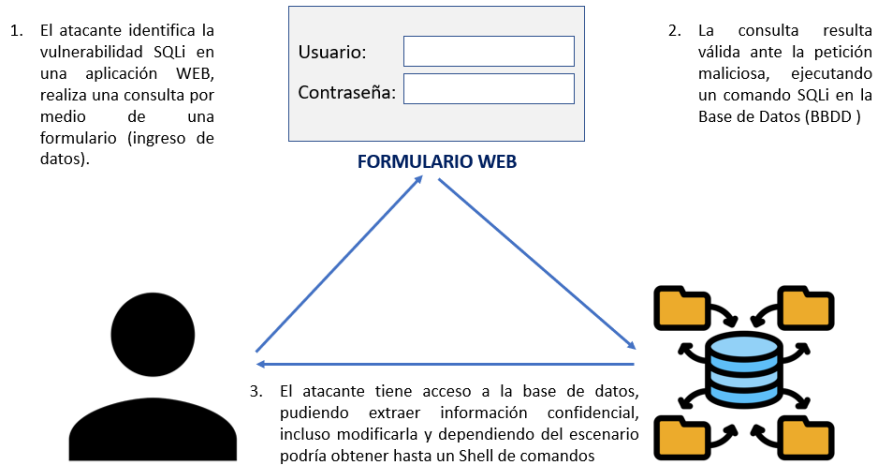 1. El atacante identifica la
vulnerabilidad SQLi en
una aplicación WEB,
realiza una consulta por
medio de una
formulario (ingreso de
datos).
Usuario:
Contraseña:
FORMULARIO WEB
2. La consulta resulta
válida ante la petición
maliciosa, ejecutando
un comando SQLi en la
Base de Datos (BBDD )
3. El atacante tiene acceso a la base de datos,
pudiendo extraer información confidencial,
incluso modificarla y dependiendo del escenario
podría obtener hasta un Shell de comandos